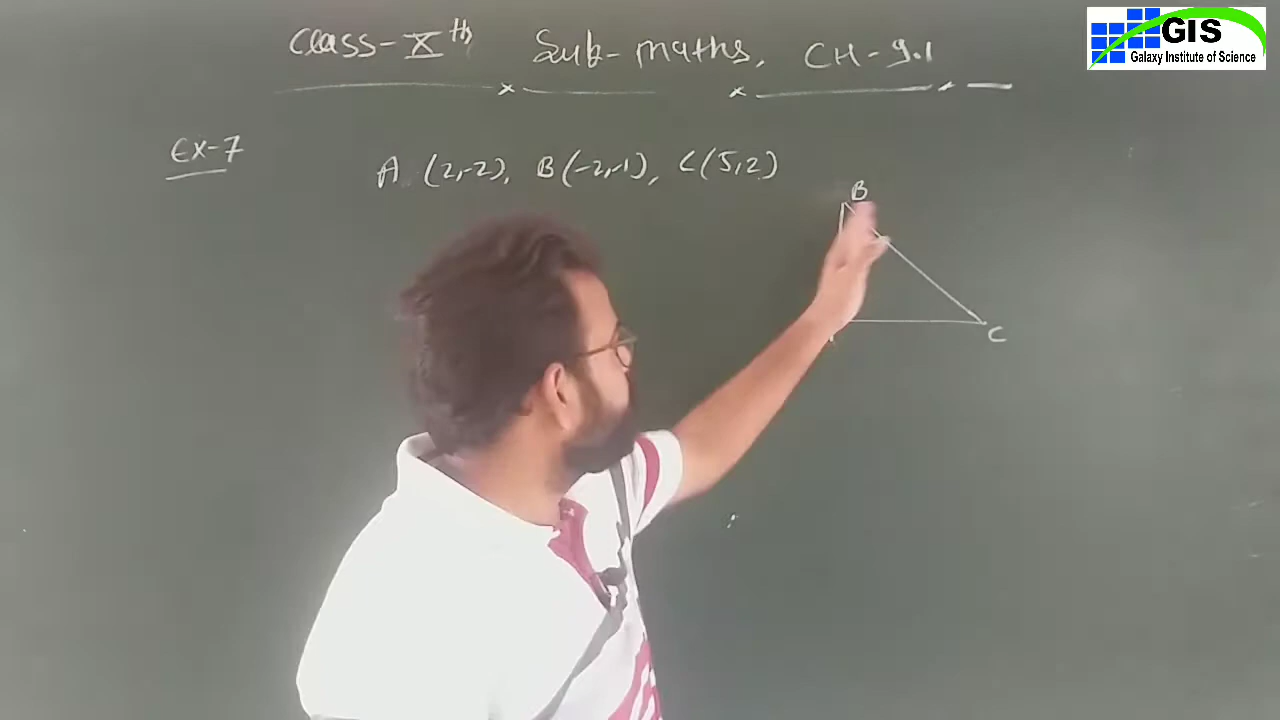 GIS
Galaxy Institute of Science
Class-Xth Sub-maths, CH-9.1
Ex-7
A (2,-2), B(-2,-1), C(5,2)
B
C